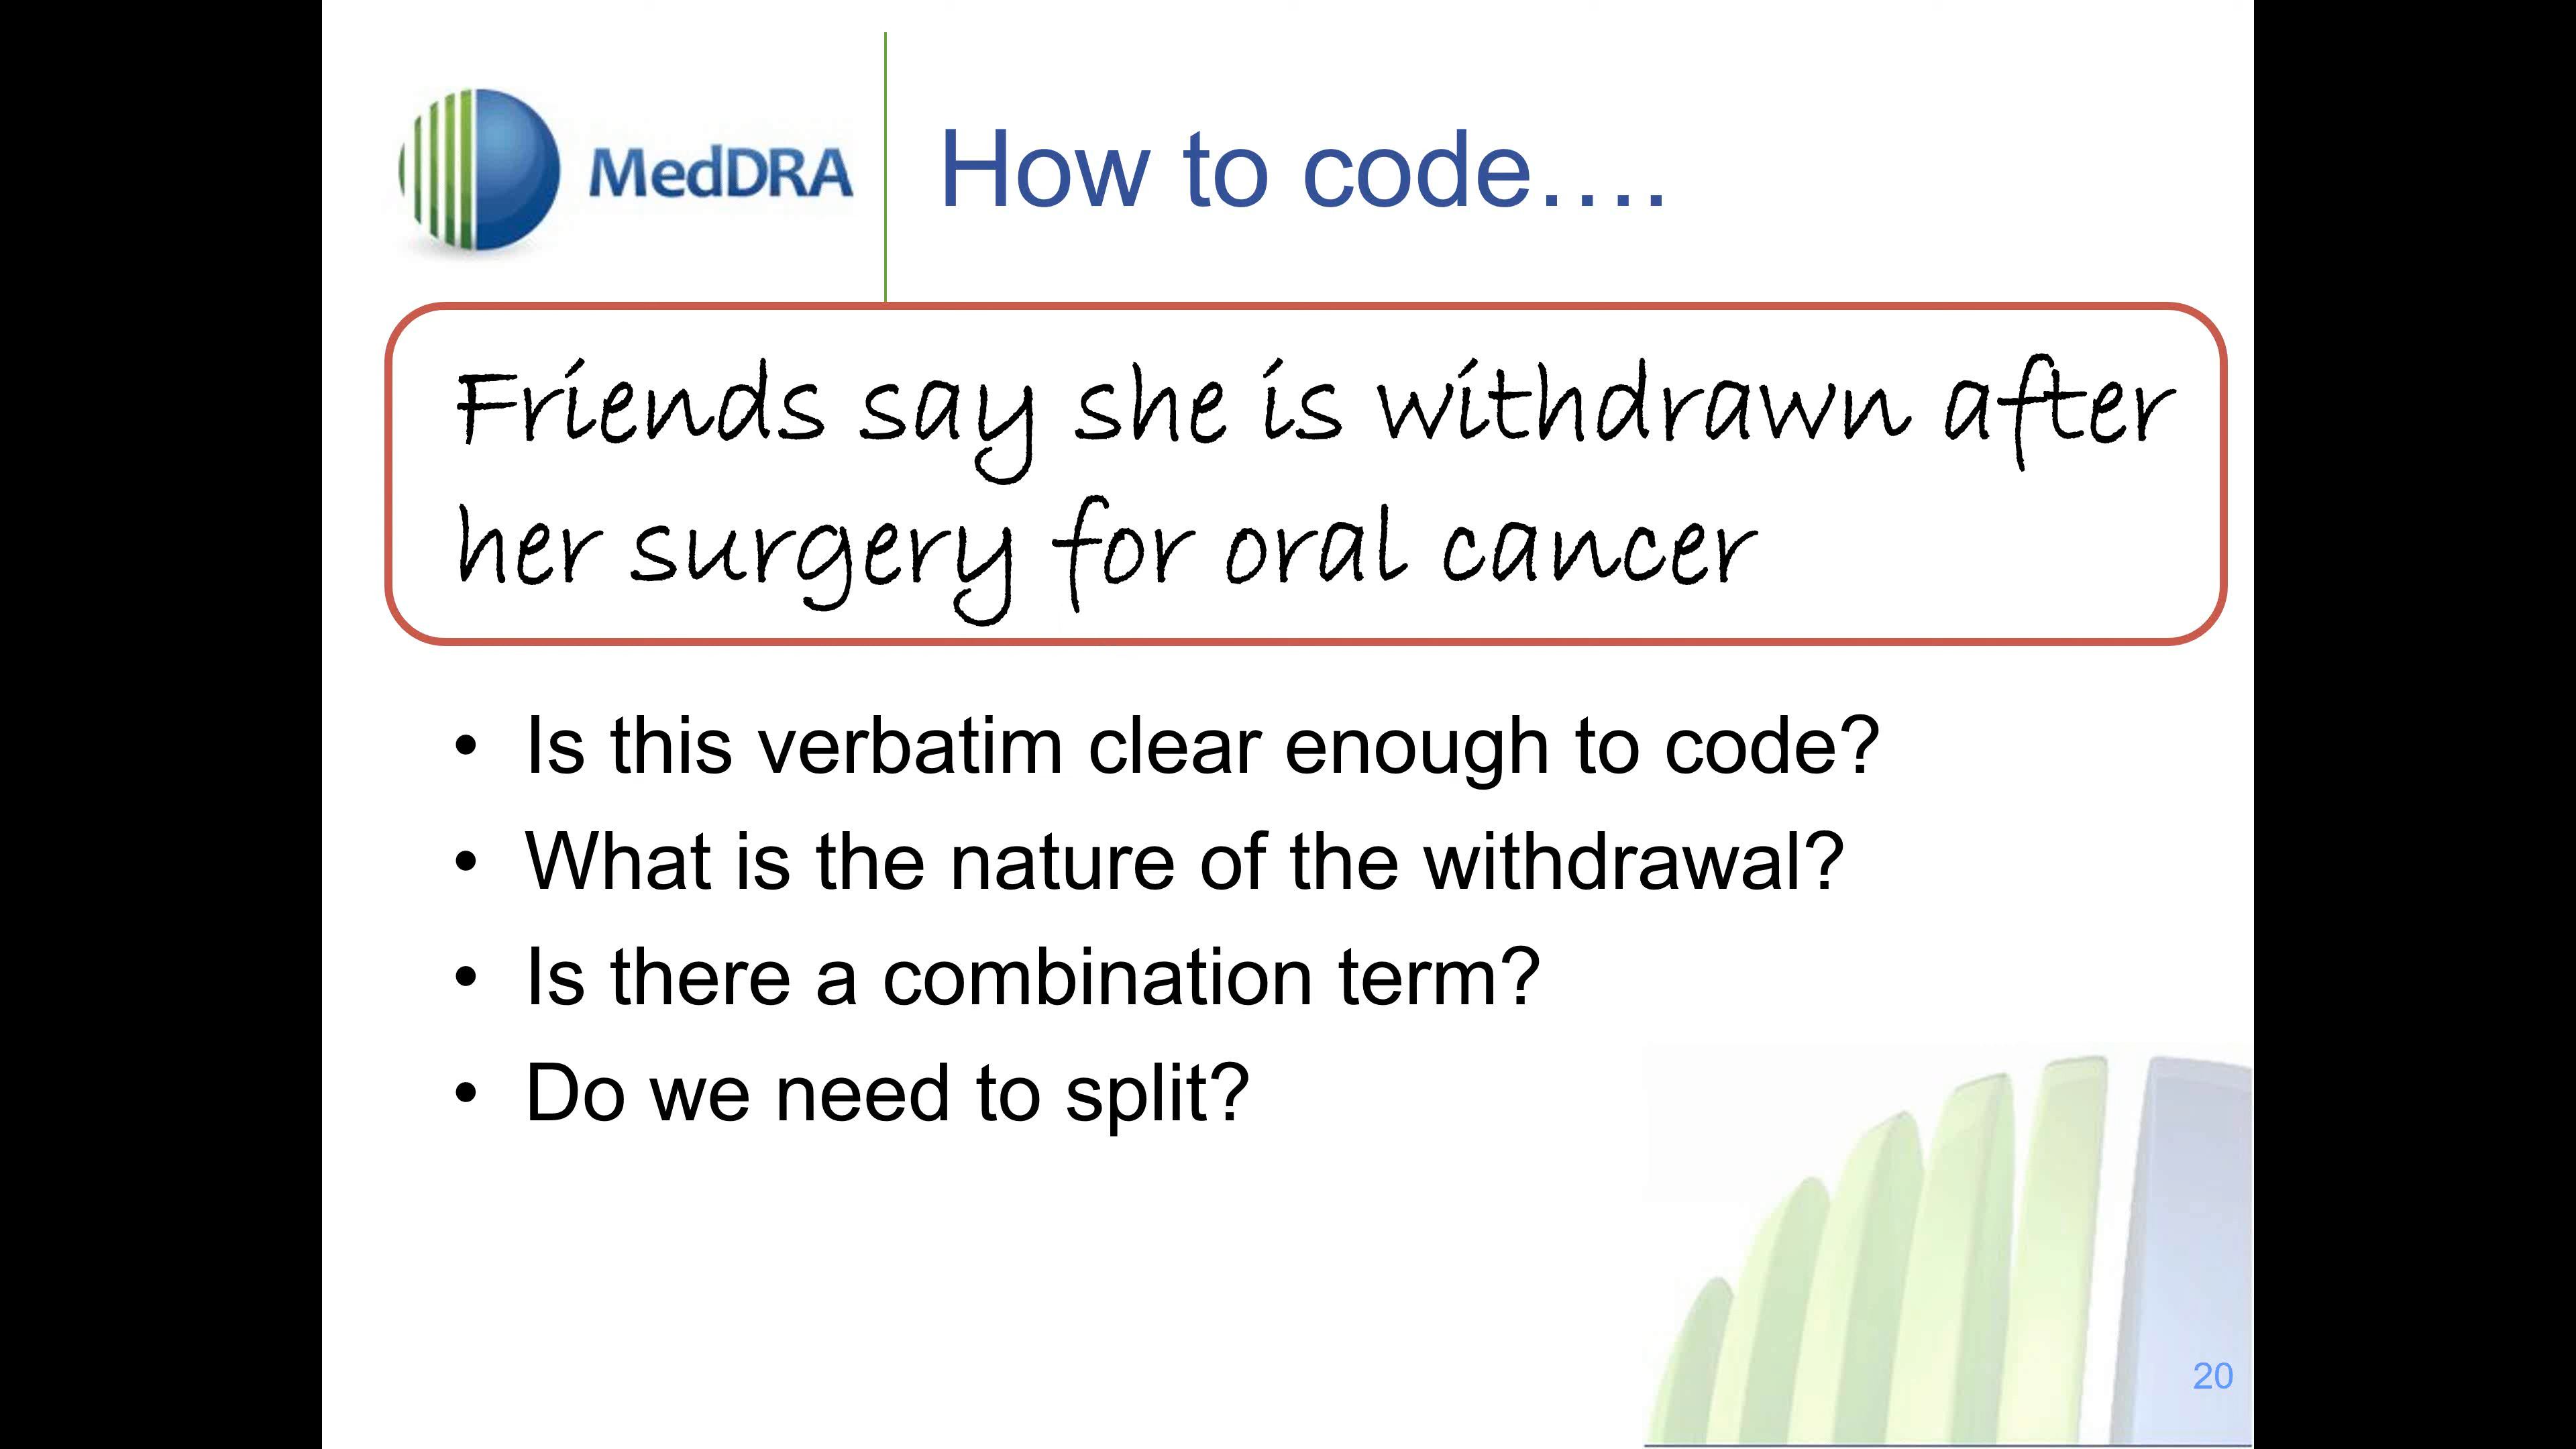 MedDRA
How to code….
Friends say she is withdrawn after
her surgery for oral cancer
• Is this verbatim clear enough to code?
• What is the nature of the withdrawal?
• Is there a combination term?
• Do we need to split?
20